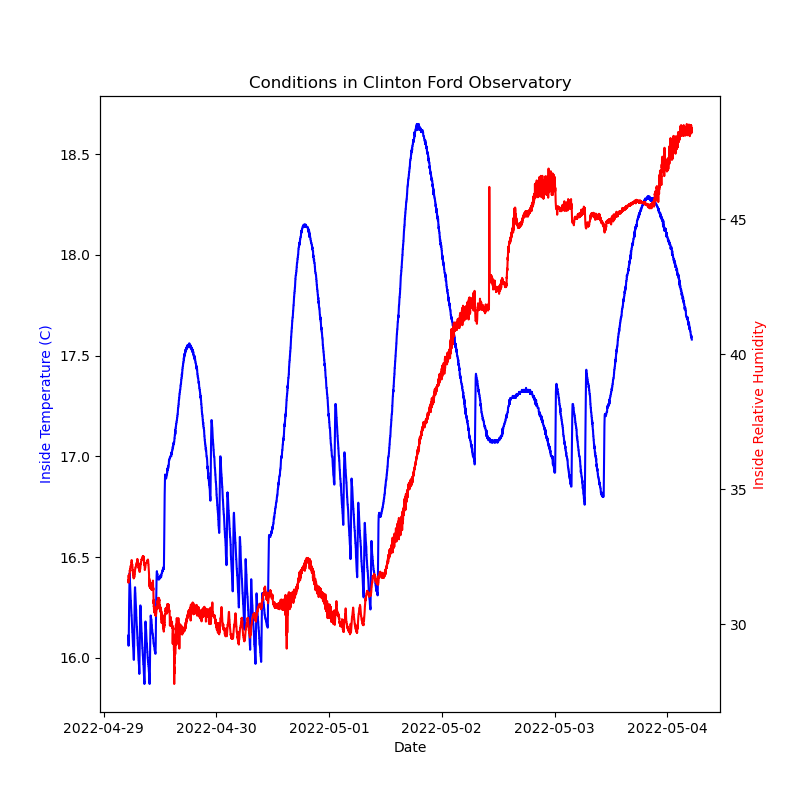 Conditions in Clinton Ford Observatory
18.5
18.0
17.5
17.0
16.5
16.0
Inside Temperature (C)
45
40
35
30
Inside Relative Humidity
2022-04-29 2022-04-30 2022-05-01 2022-05-02 2022-05-03 2022-05-04
Date